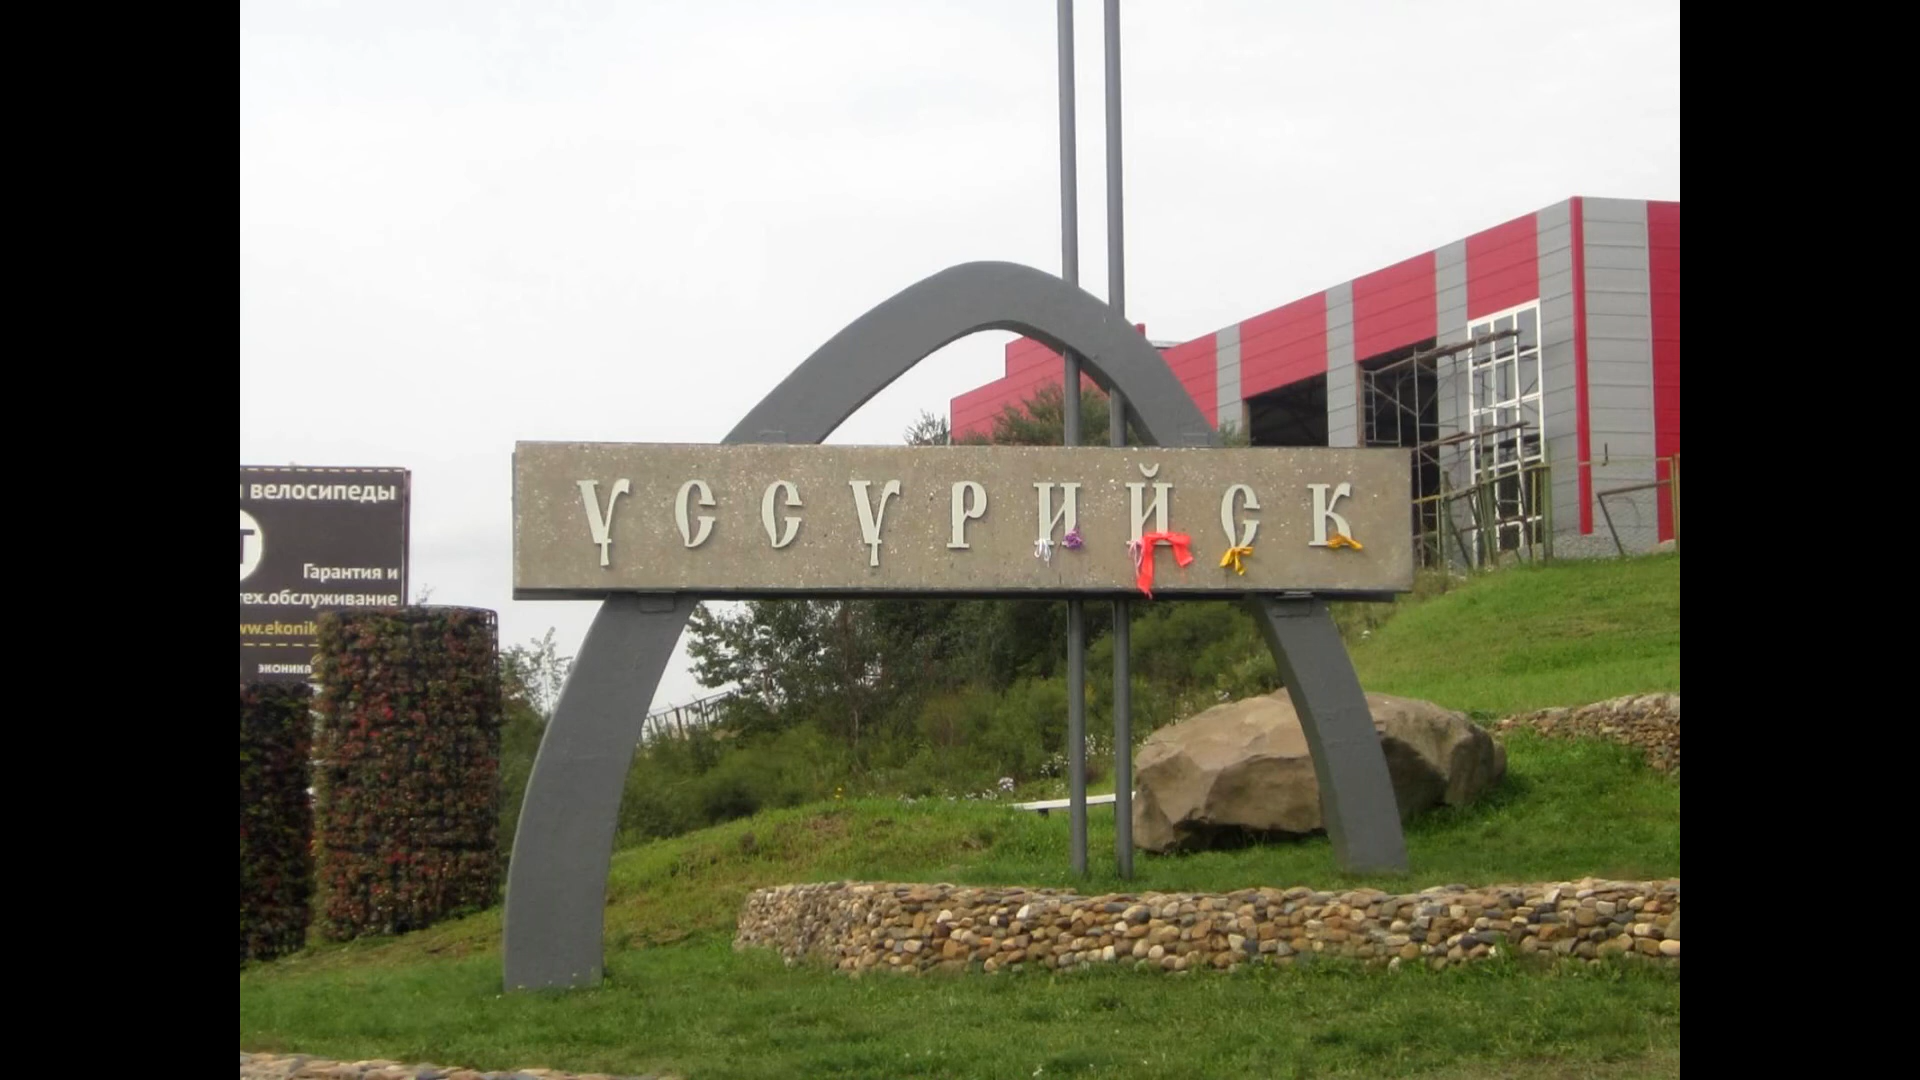 УССУРИЙСК
велосипеды
Т
Гарантия и
тех.обслуживание
эконика